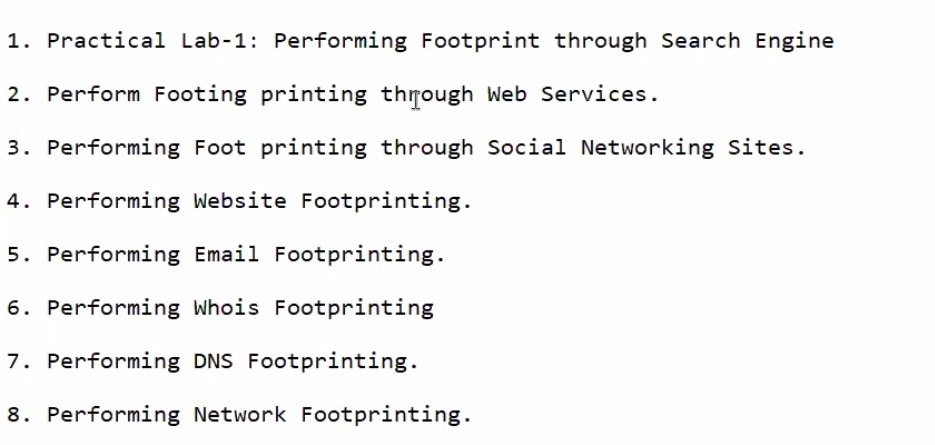 1. Practical Lab-1: Performing Footprint through Search Engine
2. Perform Footing printing through Web Services.
3. Performing Foot printing through Social Networking Sites.
4. Performing Website Footprinting.
5. Performing Email Footprinting.
6. Performing Whois Footprinting
7. Performing DNS Footprinting.
8. Performing Network Footprinting.